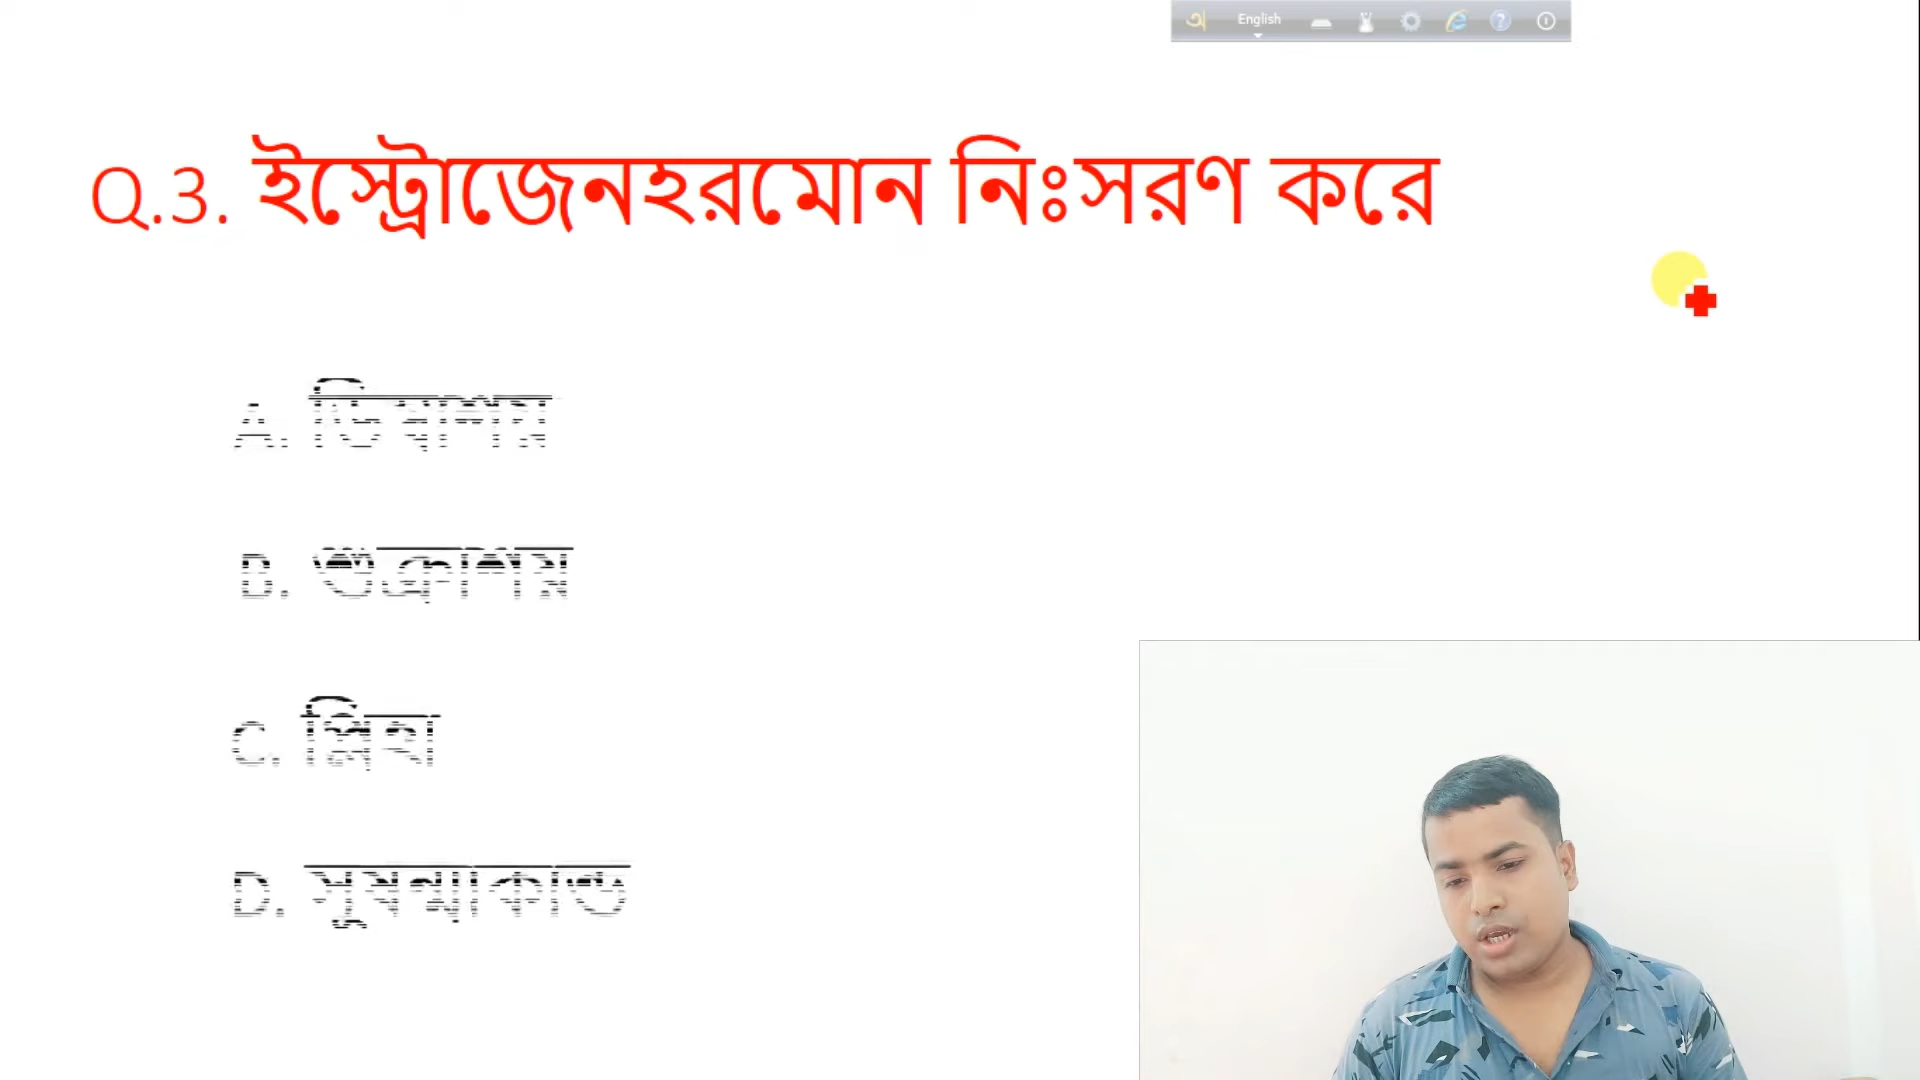 English
Q.3. ইস্ট্রোজেনহরমোন নিঃসরণ করে
A. ডিম্বাশয়
B. শুক্রাশয়
C. প্লিহা
D. সুষুম্নাকাণ্ড